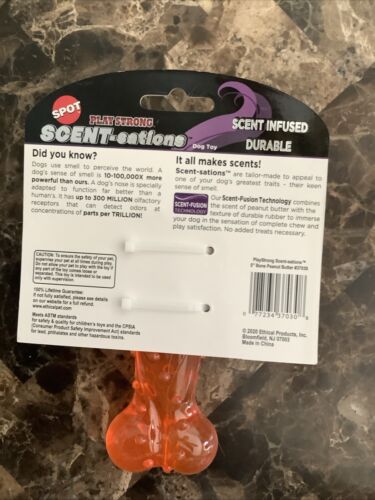 SPOT
PLAY STRONG
SCENT-sations™
Dog Toy
SCENT INFUSED
DURABLE
Did you know?
Dogs use smell to perceive the world. A
dog's sense of smell is 10-100,000X more
powerful than ours. A dog's nose is specially
adapted to function far better than a
human's. It has up to 300 MILLION olfactory
receptors that can detect odors at
concentrations of parts per TRILLION!
It all makes scents!
Scent-sations™ are tailor-made to appeal to
one of your dog's greatest traits - their keen
sense of smell.
SCENT-FUSION
TECHNOLOGY
Our Scent-Fusion Technology combines
the scent of peanut butter with the
texture of durable rubber to immerse
your dog in the sensation of complete chew and
play satisfaction. No added treats necessary.
CAUTION: To ensure the safety of your pet,
supervise your pet at all times during play.
Do not allow your pet to play with the toy if
any part of the toy comes loose or
separated. This toy is intended to
be used only as a pet toy.
100% Lifetime Guarantee:
If not fully satisfied, please see details
on our website for a full refund.
www.ethicalpet.com
Meets ASTM standards
for safety & quality for children's toys and the CPSIA
(Consumer Product Safety Improvement Act) standards
for lead, phthalates and other hazardous toxins.
PlayStrong Scent-sations™
5" Bone Peanut Butter #37030
0 77234 37030
© 2020 Ethical Products, Inc.
Bloomfield, NJ 07003
Made in China